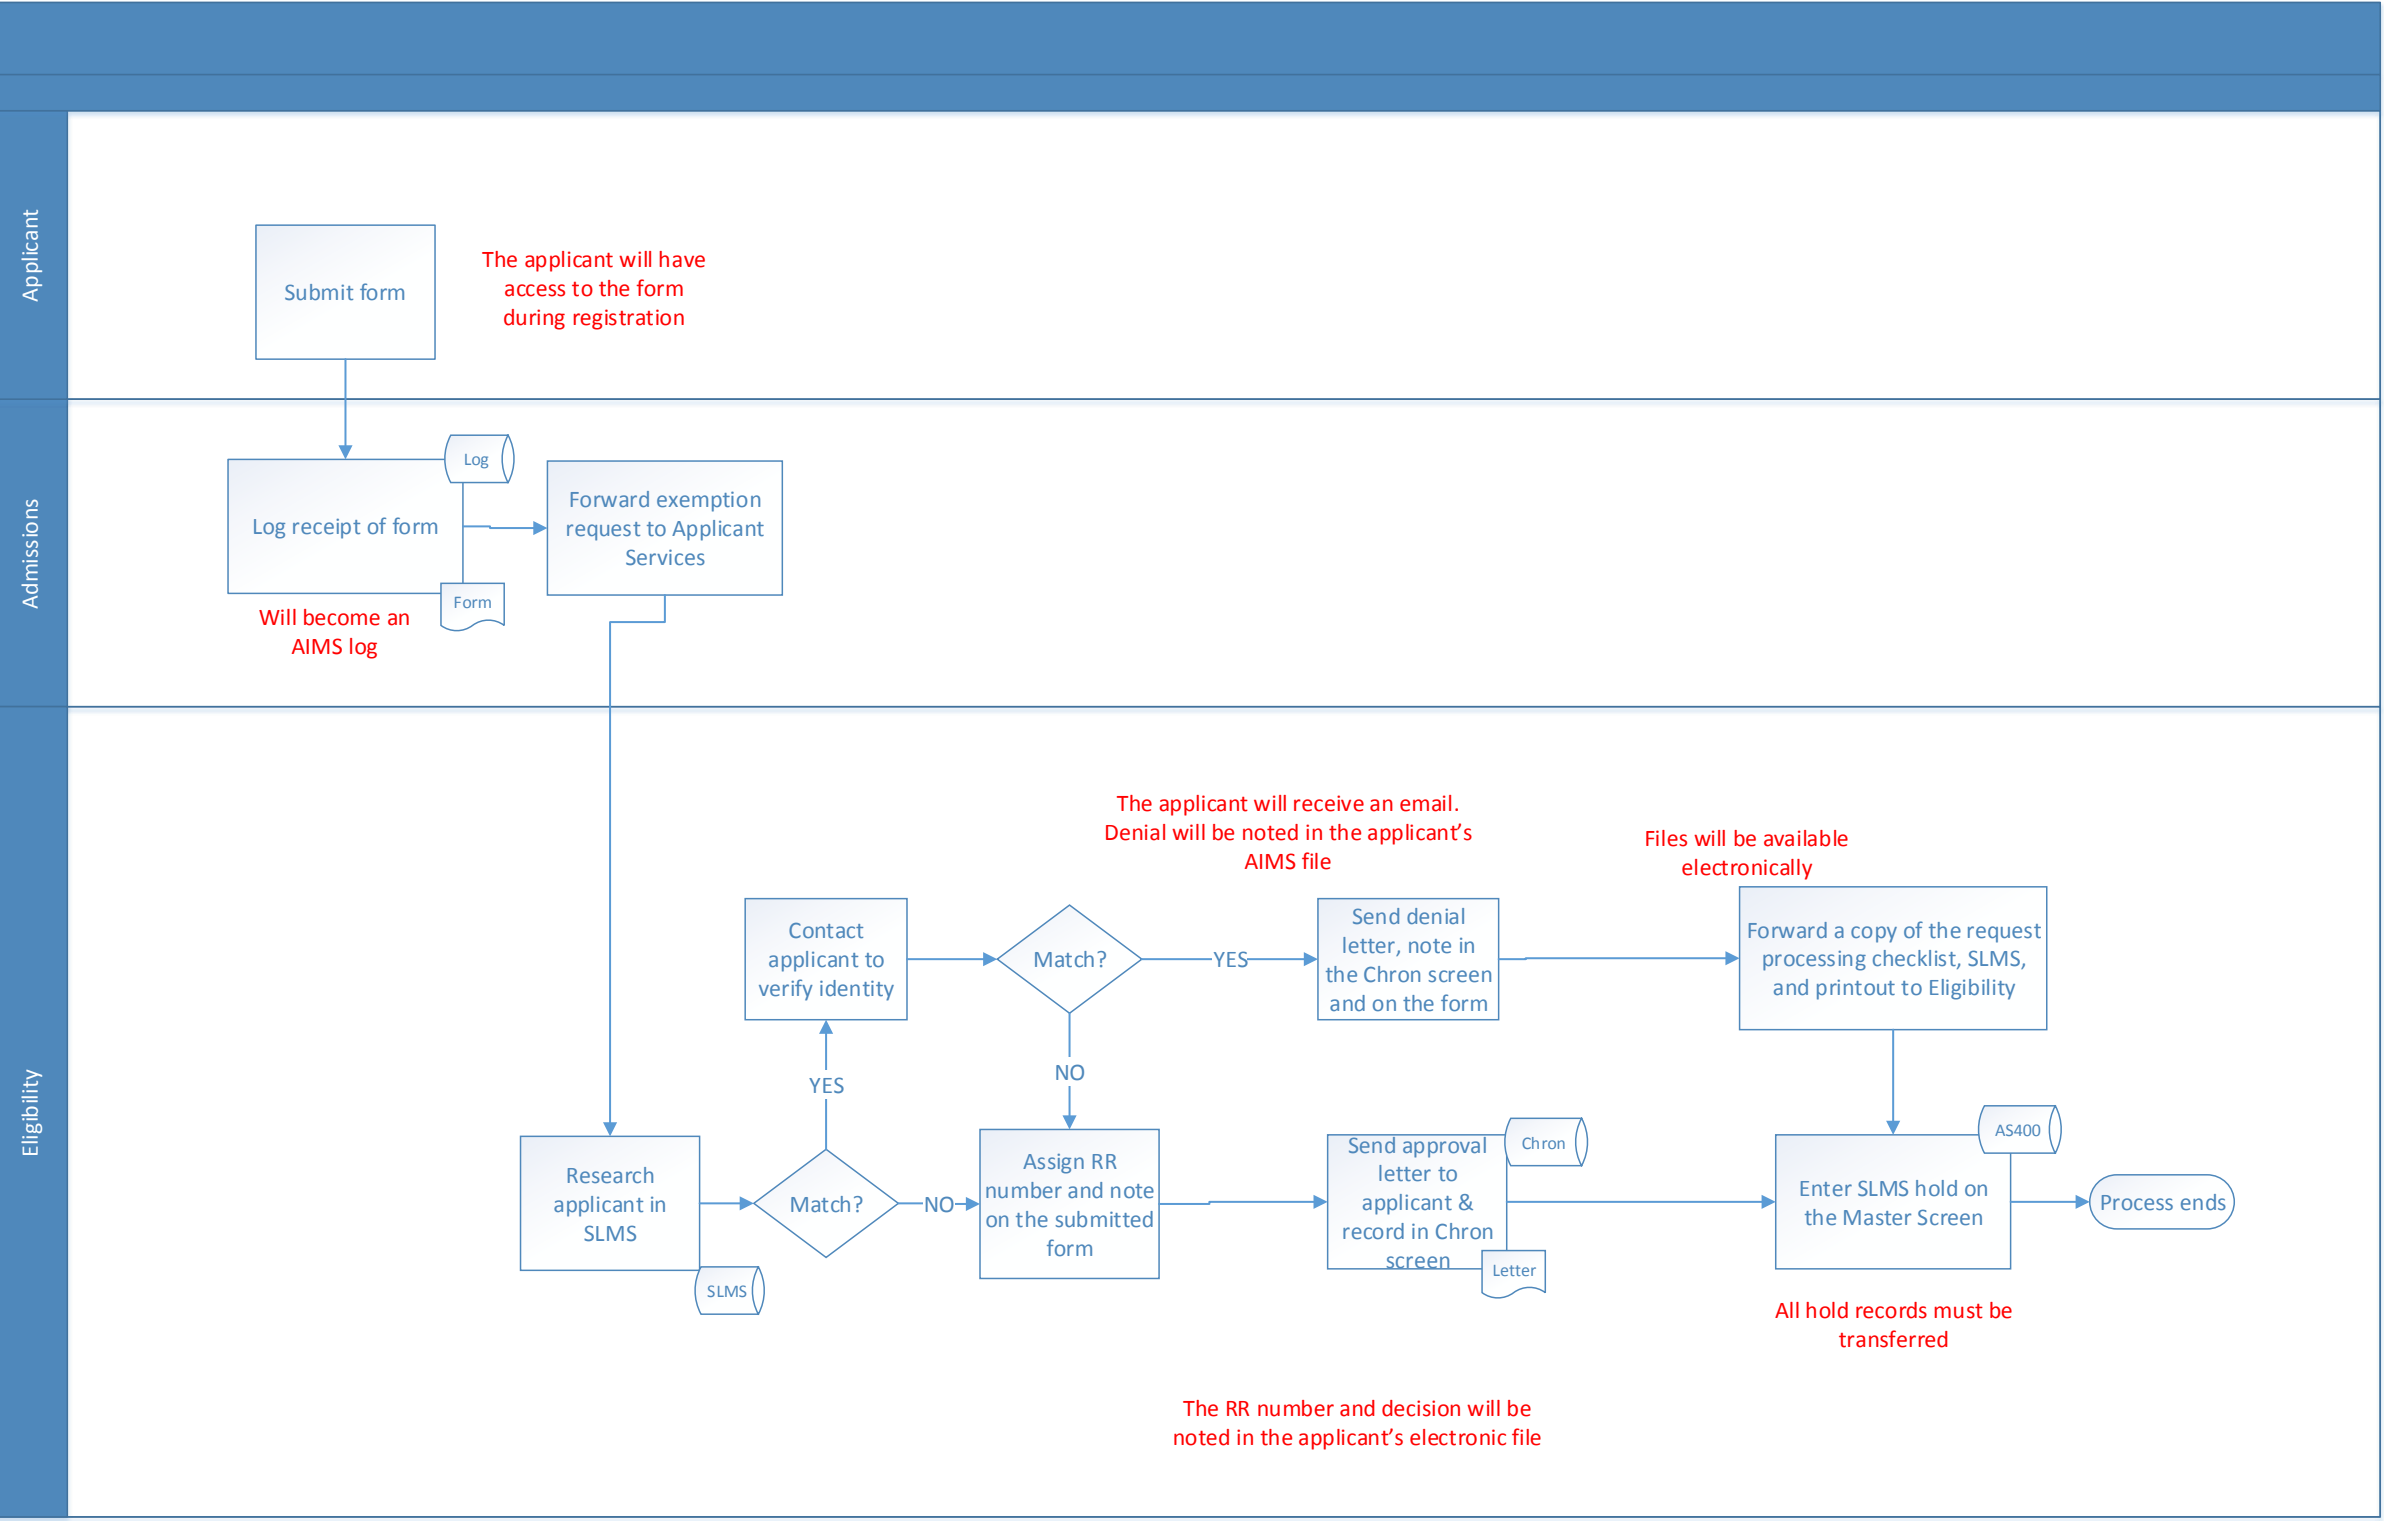 Applicant
Submit form
The applicant will have
access to the form
during registration
Admissions
Log receipt of form
Log
Form
Will become an
AIMS log
Forward exemption
request to Applicant
Services
Eligibility
Research
applicant in
SLMS
SLMS
Match?
YES
NO
Contact
applicant to
verify identity
Match?
YES
NO
The applicant will receive an email.
Denial will be noted in the applicant’s
AIMS file
Send denial
letter, note in
the Chron screen
and on the form
Files will be available
electronically
Forward a copy of the request
processing checklist, SLMS,
and printout to Eligibility
Assign RR
number and note
on the submitted
form
Send approval
letter to
applicant &
record in Chron
screen
Chron
Letter
Enter SLMS hold on
the Master Screen
AS400
Process ends
All hold records must be
transferred
The RR number and decision will be
noted in the applicant’s electronic file